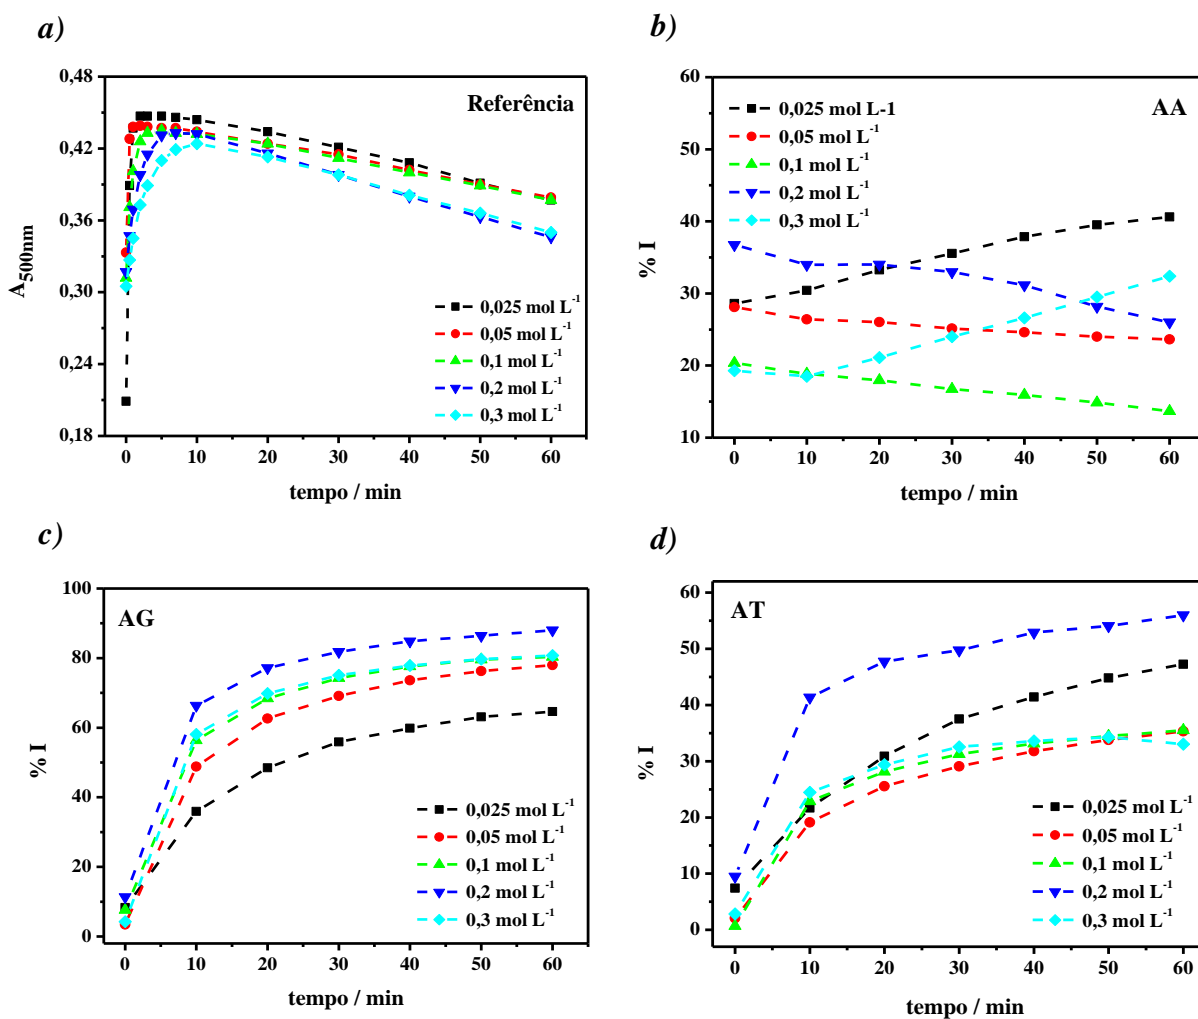 a)
0,48
0,42
0,36
0,30
0,24
0,18
A500nm
Referência
0,025 mol L-1
0,05 mol L-1
0,1 mol L-1
0,2 mol L-1
0,3 mol L-1
0 10 20 30 40 50 60
tempo / min
b)
60
50
40
30
20
10
% I
AA
0,025 mol L-1
0,05 mol L-1
0,1 mol L-1
0,2 mol L-1
0,3 mol L-1
0 10 20 30 40 50 60
tempo / min
c)
100
80
60
40
20
0
% I
AG
0,025 mol L-1
0,05 mol L-1
0,1 mol L-1
0,2 mol L-1
0,3 mol L-1
0 10 20 30 40 50 60
tempo / min
d)
60
50
40
30
20
10
0
% I
AT
0,025 mol L-1
0,05 mol L-1
0,1 mol L-1
0,2 mol L-1
0,3 mol L-1
0 10 20 30 40 50 60
tempo / min